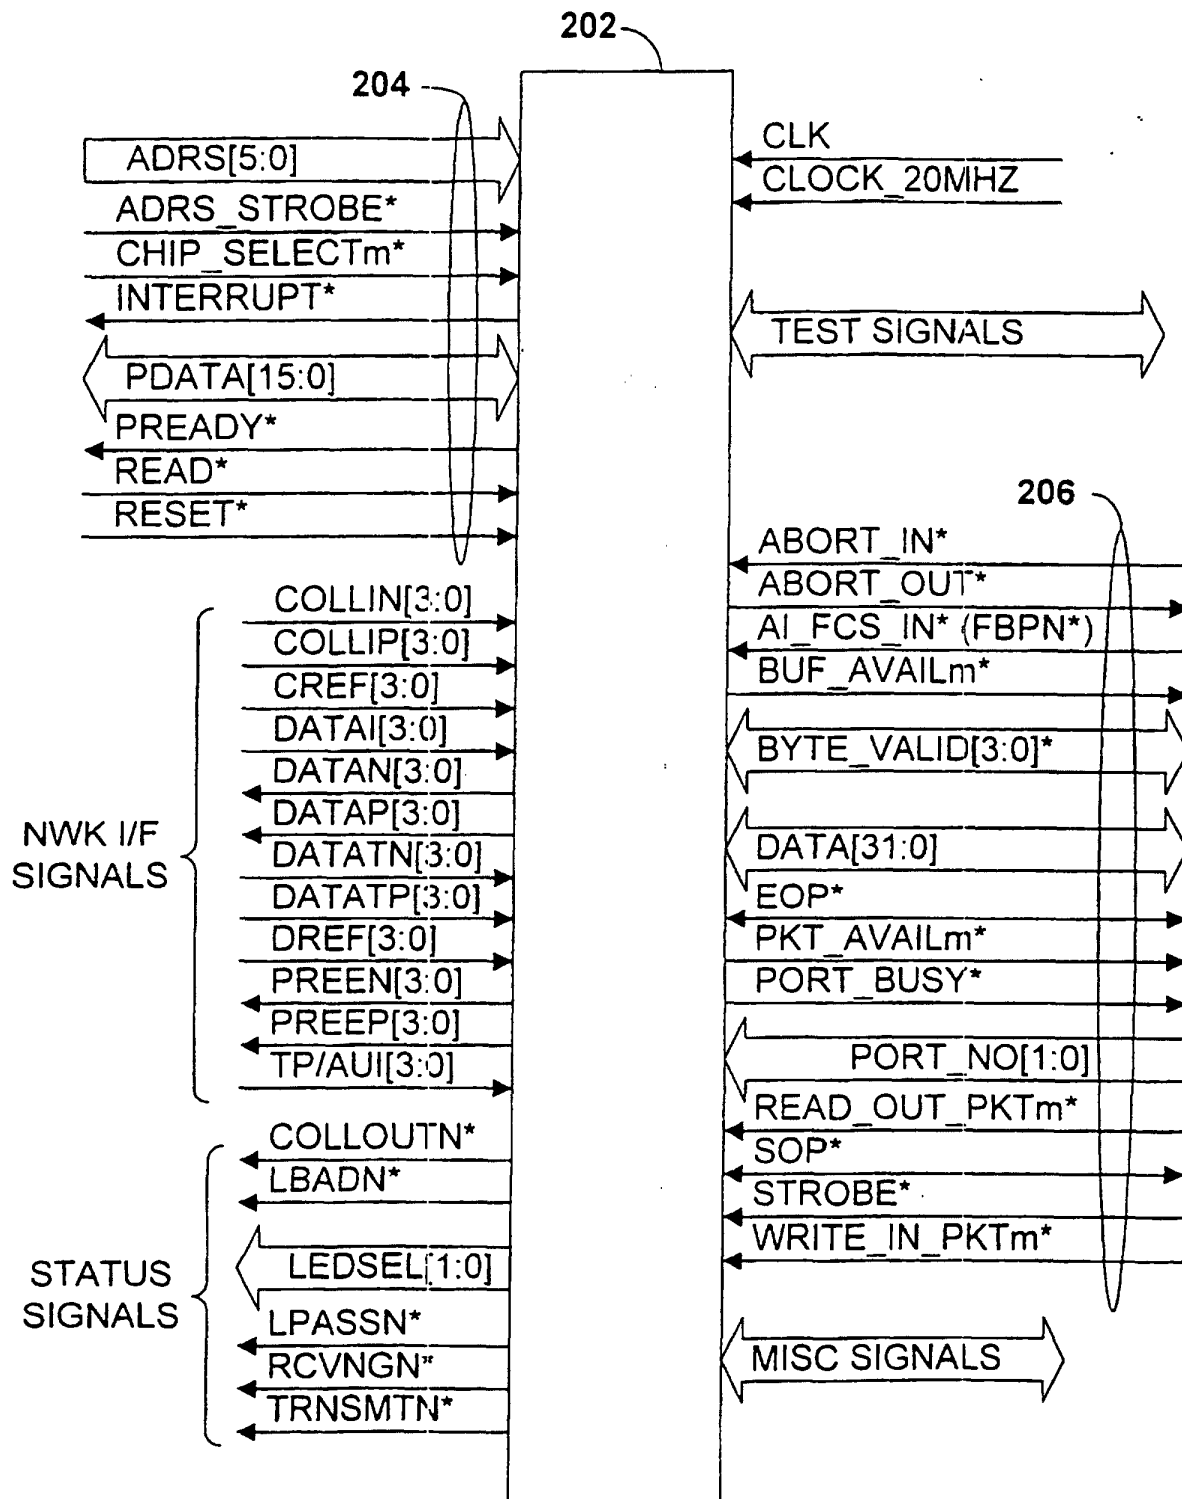 202
204
ADRS[5:0]
ADRS_STROBE*
CHIP_SELECTm*
INTERRUPT*
PDATA[15:0]
PREADY*
READ*
RESET*
COLLIN[3:0]
COLLIP[3:0]
CREF[3:0]
DATAI[3:0]
DATAN[3:0]
DATAP[3:0]
DATATN[3:0]
DATATP[3:0]
DREF[3:0]
PREEN[3:0]
PREEP[3:0]
TP/AUI[3:0]
NWK I/F
SIGNALS
COLLOUTN*
LBADN*
LEDSEL[1:0]
LPASSN*
RCVNGN*
TRNSMTN*
STATUS
SIGNALS
CLK
CLOCK_20MHZ
TEST SIGNALS
206
ABORT_IN*
ABORT_OUT*
AI_FCS_IN* (FBPN*)
BUF_AVAILm*
BYTE_VALID[3:0]*
DATA[31:0]
EOP*
PKT_AVAILm*
PORT_BUSY*
PORT_NO[1:0]
READ_OUT_PKTm*
SOP*
STROBE*
WRITE_IN_PKTm*
MISC SIGNALS